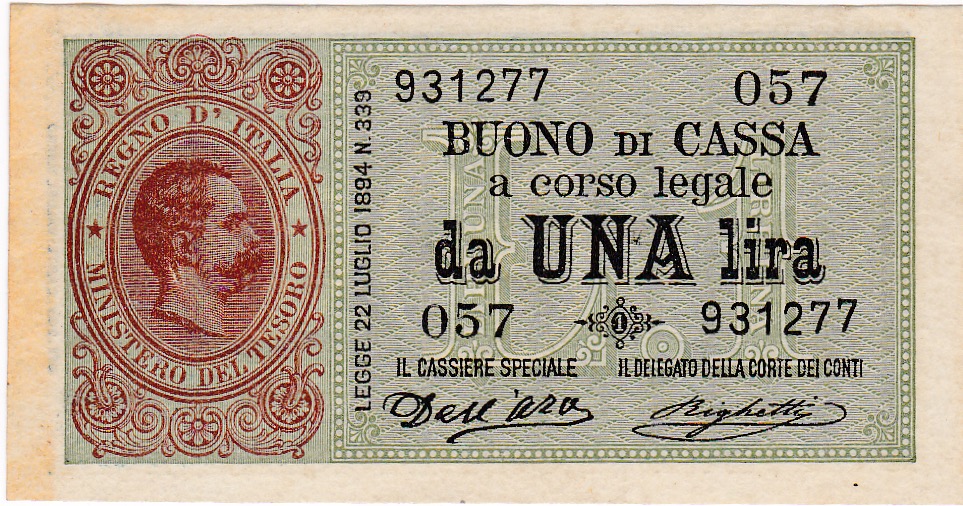 REGNO D' ITALIA
MINISTERO DEL TESORO
LEGGE 22 LUGLIO 1894 N. 339
931277 057
BUONO DI CASSA
a corso legale
da UNA lira
057 1 931277
IL CASSIERE SPECIALE IL DELEGATO DELLA CORTE DEI CONTI
Dell'Ara Righetti